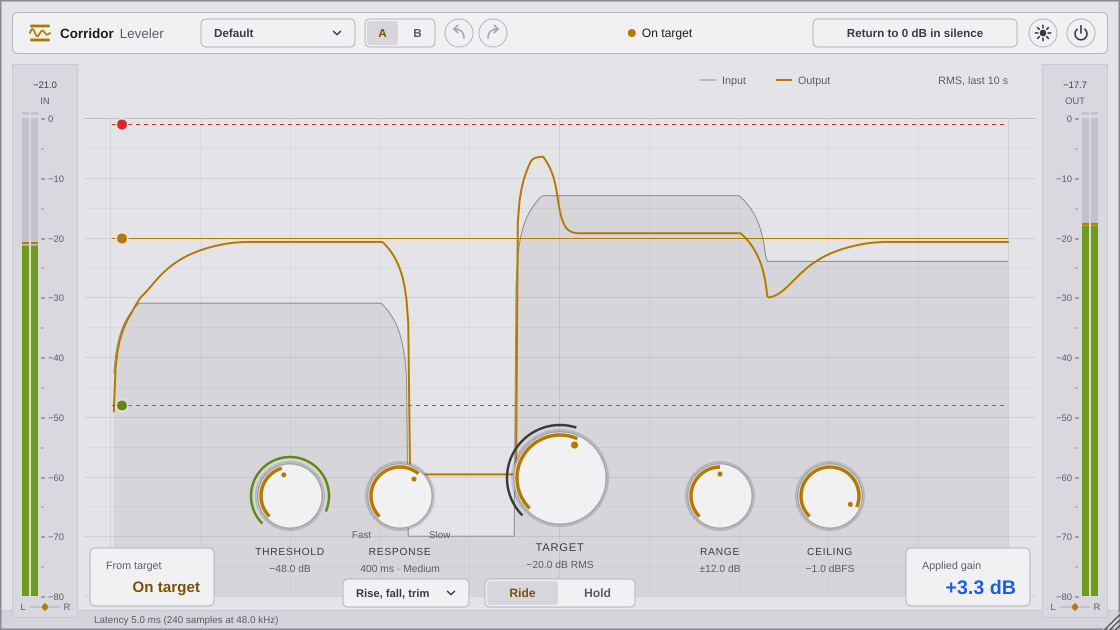 Corridor Leveler
Default
A B
On target
Return to 0 dB in silence
Input
Output
RMS, last 10 s
−21.0
IN
−17.7
OUT
0
−10
−20
−30
−40
−50
−60
−70
−80
L R
0
−10
−20
−30
−40
−50
−60
−70
−80
L R
THRESHOLD
−48.0 dB
Fast Slow
RESPONSE
400 ms · Medium
TARGET
−20.0 dB RMS
RANGE
±12.0 dB
CEILING
−1.0 dBFS
From target
On target
Rise, fall, trim
Ride Hold
Applied gain
+3.3 dB
Latency 5.0 ms (240 samples at 48.0 kHz)